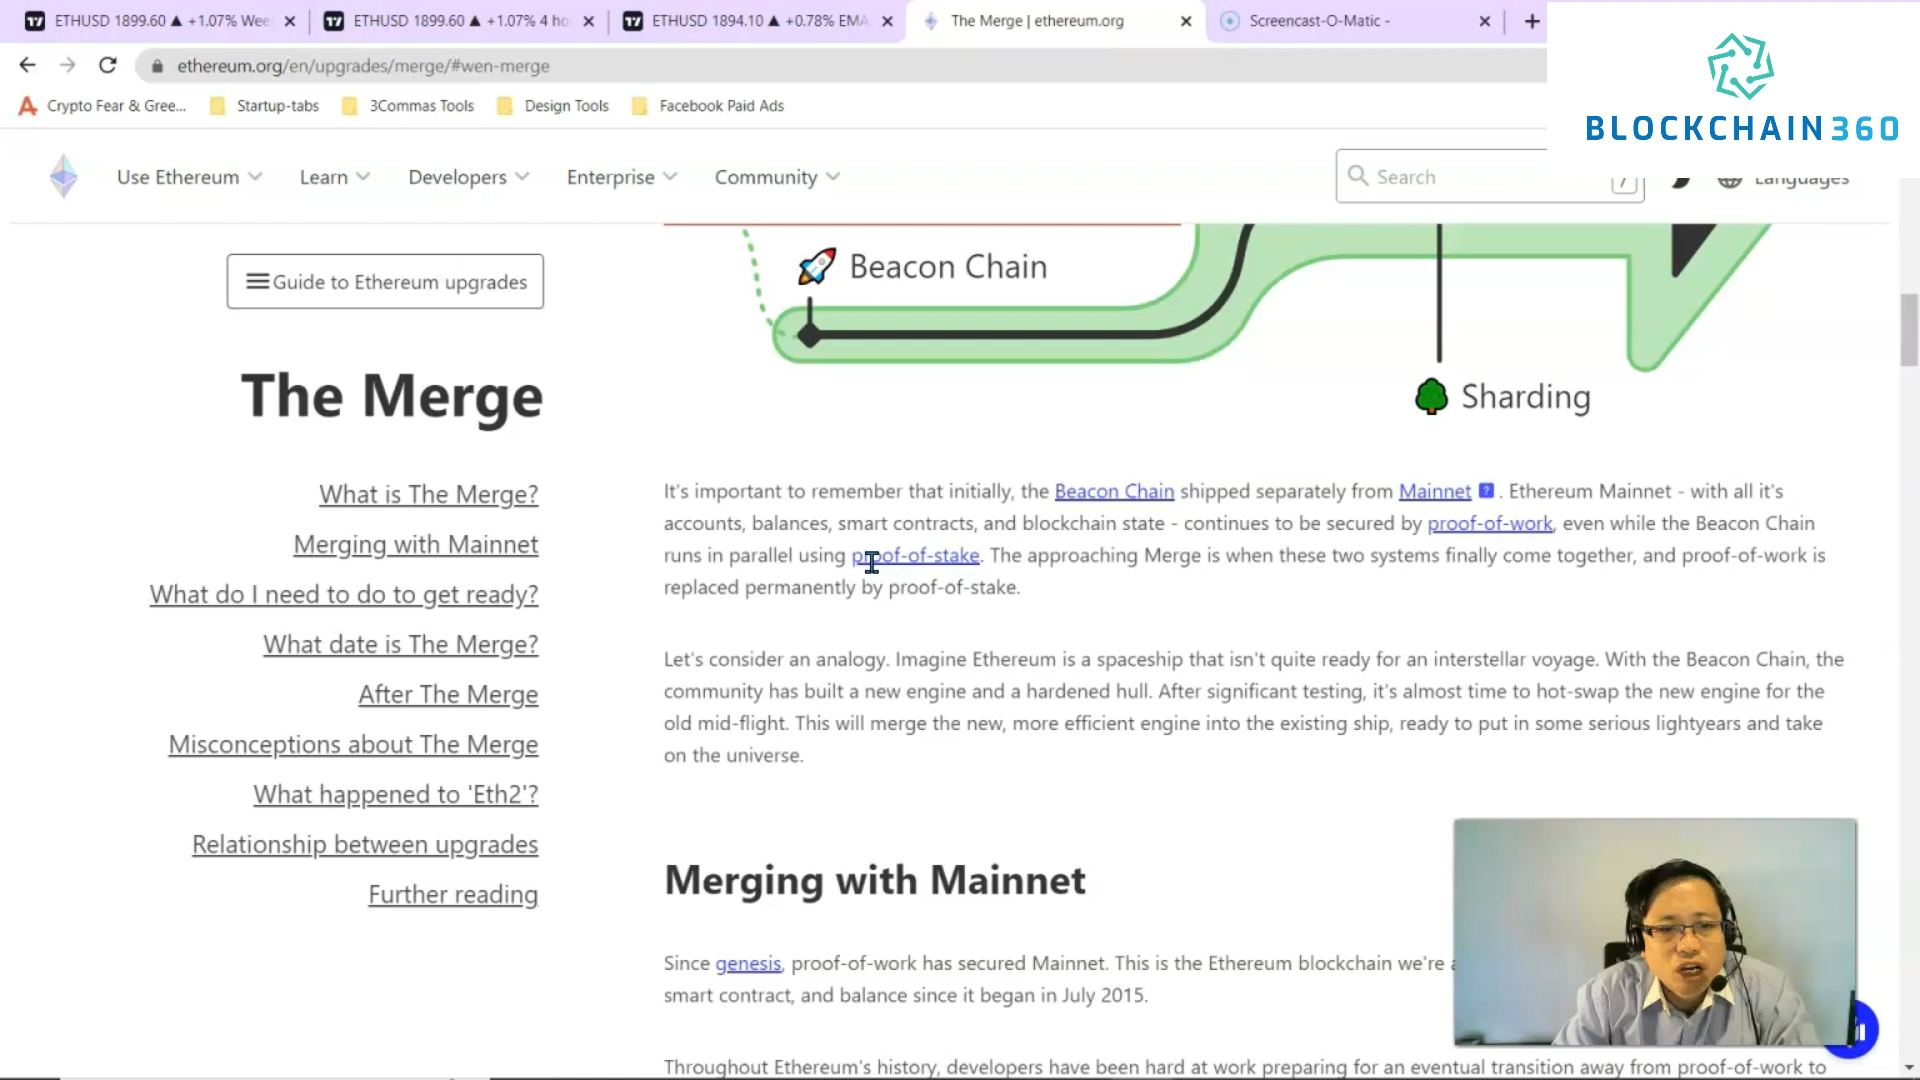 ETHUSD 1899.60 ▲ +1.07% Wee
ETHUSD 1899.60 ▲ +1.07% 4 ho
ETHUSD 1894.10 ▲ +0.78% EMA
The Merge | ethereum.org
Screencast-O-Matic -
ethereum.org/en/upgrades/merge/#wen-merge
Crypto Fear & Gree...
Startup-tabs
3Commas Tools
Design Tools
Facebook Paid Ads
BLOCKCHAIN360
Use Ethereum
Learn
Developers
Enterprise
Community
Search
/
Languages
Guide to Ethereum upgrades
Beacon Chain
Sharding
The Merge
What is The Merge?
Merging with Mainnet
What do I need to do to get ready?
What date is The Merge?
After The Merge
Misconceptions about The Merge
What happened to 'Eth2'?
Relationship between upgrades
Further reading
It's important to remember that initially, the Beacon Chain shipped separately from Mainnet ? . Ethereum Mainnet - with all it's
accounts, balances, smart contracts, and blockchain state - continues to be secured by proof-of-work, even while the Beacon Chain
runs in parallel using proof-of-stake. The approaching Merge is when these two systems finally come together, and proof-of-work is
replaced permanently by proof-of-stake.
Let's consider an analogy. Imagine Ethereum is a spaceship that isn't quite ready for an interstellar voyage. With the Beacon Chain, the
community has built a new engine and a hardened hull. After significant testing, it's almost time to hot-swap the new engine for the
old mid-flight. This will merge the new, more efficient engine into the existing ship, ready to put in some serious lightyears and take
on the universe.
Merging with Mainnet
Since genesis, proof-of-work has secured Mainnet. This is the Ethereum blockchain we're
smart contract, and balance since it began in July 2015.
Throughout Ethereum's history, developers have been hard at work preparing for an eventual transition away from proof-of-work to